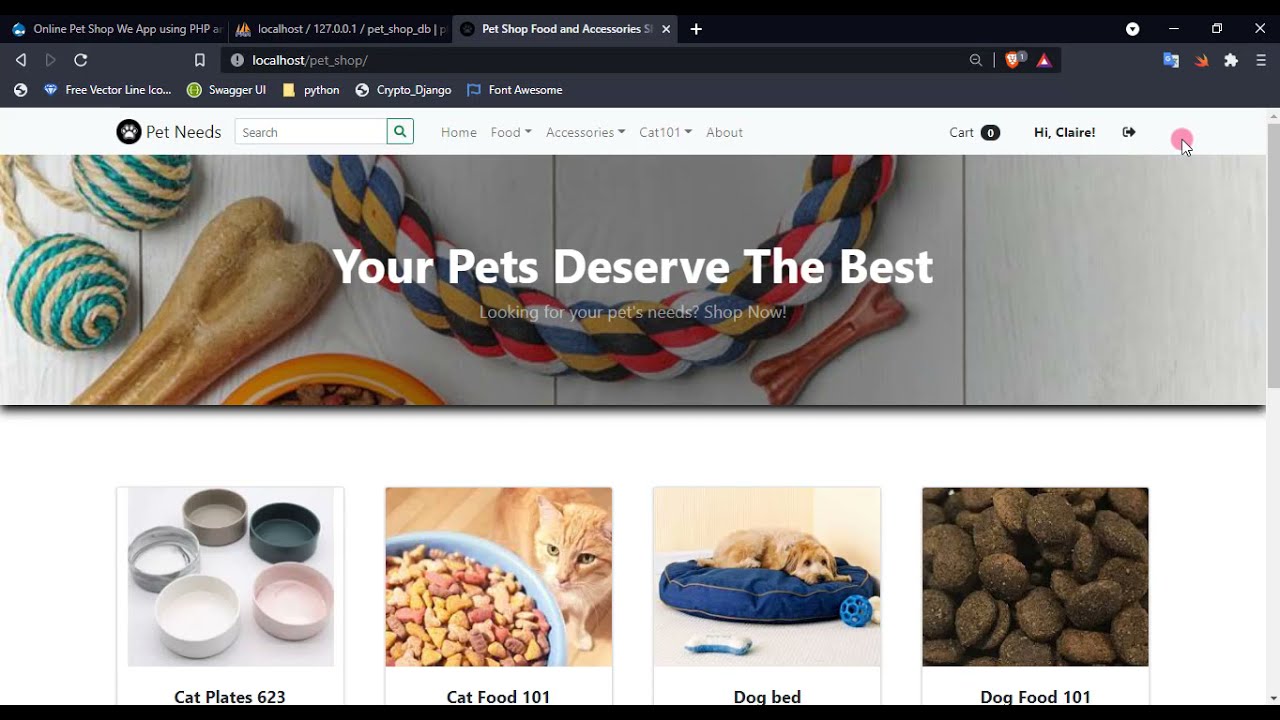 Online Pet Shop We App using PHP an
localhost / 127.0.0.1 / pet_shop_db | p
Pet Shop Food and Accessories S
localhost/pet_shop/
1
Free Vector Line Ico...
Swagger UI
python
Crypto_Django
Font Awesome
Pet Needs
Search
Home
Food
Accessories
Cat101
About
Cart 0
Hi, Claire!
Your Pets Deserve The Best
Looking for your pet's needs? Shop Now!
Cat Plates 623
Cat Food 101
Dog bed
Dog Food 101